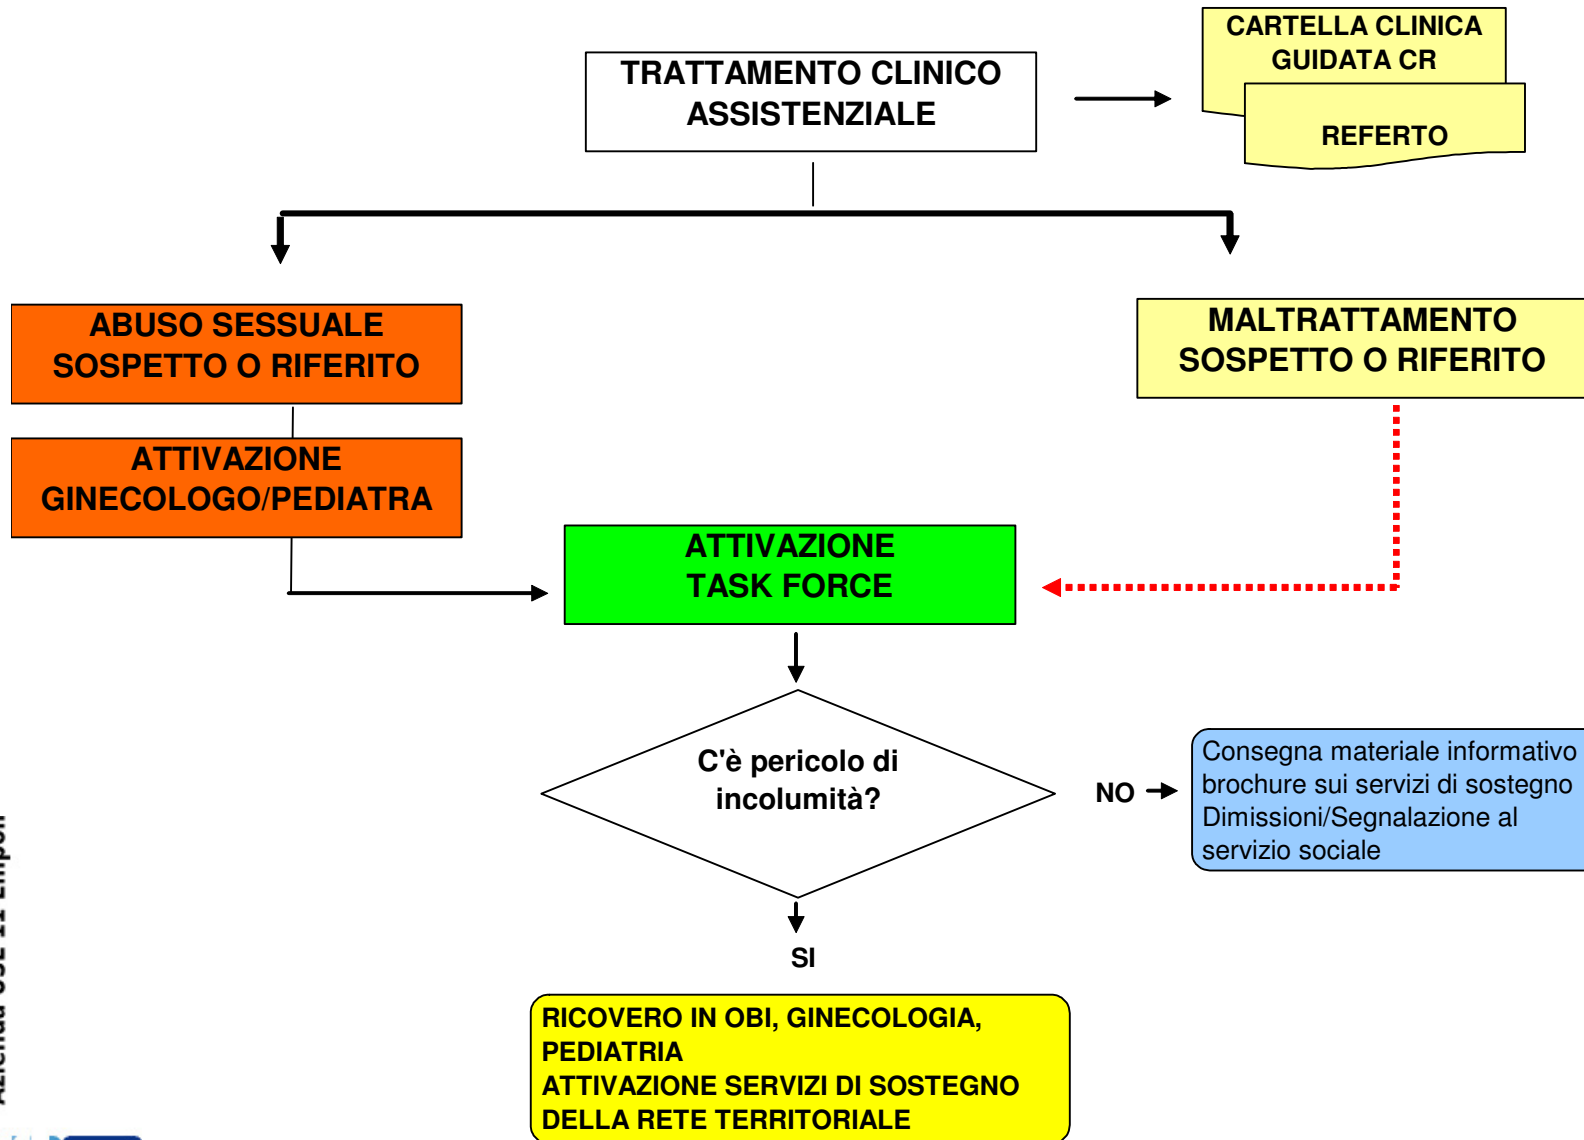 CARTELLA CLINICA
GUIDATA CR
TRATTAMENTO CLINICO
ASSISTENZIALE
REFERTO
ABUSO SESSUALE
SOSPETTO O RIFERITO
MALTRATTAMENTO
SOSPETTO O RIFERITO
ATTIVAZIONE
GINECOLOGO/PEDIATRA
ATTIVAZIONE
TASK FORCE
C'è pericolo di
incolumità?
NO
Consegna materiale informativo
brochure sui servizi di sostegno
Dimissioni/Segnalazione al
servizio sociale
SI
RICOVERO IN OBI, GINECOLOGIA,
PEDIATRIA
ATTIVAZIONE SERVIZI DI SOSTEGNO
DELLA RETE TERRITORIALE